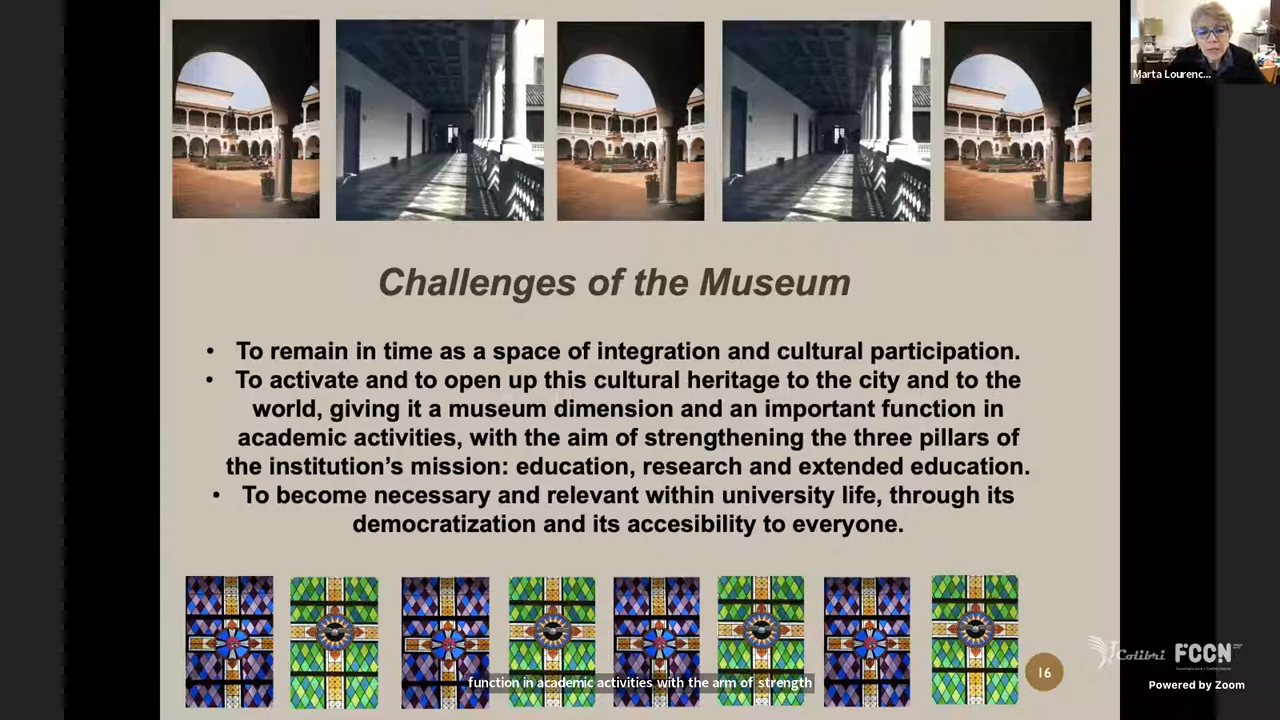 Marta Lourenc...
Challenges of the Museum
• To remain in time as a space of integration and cultural participation.
• To activate and to open up this cultural heritage to the city and to the
world, giving it a museum dimension and an important function in
academic activities, with the aim of strengthening the three pillars of
the institution’s mission: education, research and extended education.
• To become necessary and relevant within university life, through its
democratization and its accesibility to everyone.
function in academic activities with the arm of strength
16
Colibri FCCN
Powered by Zoom